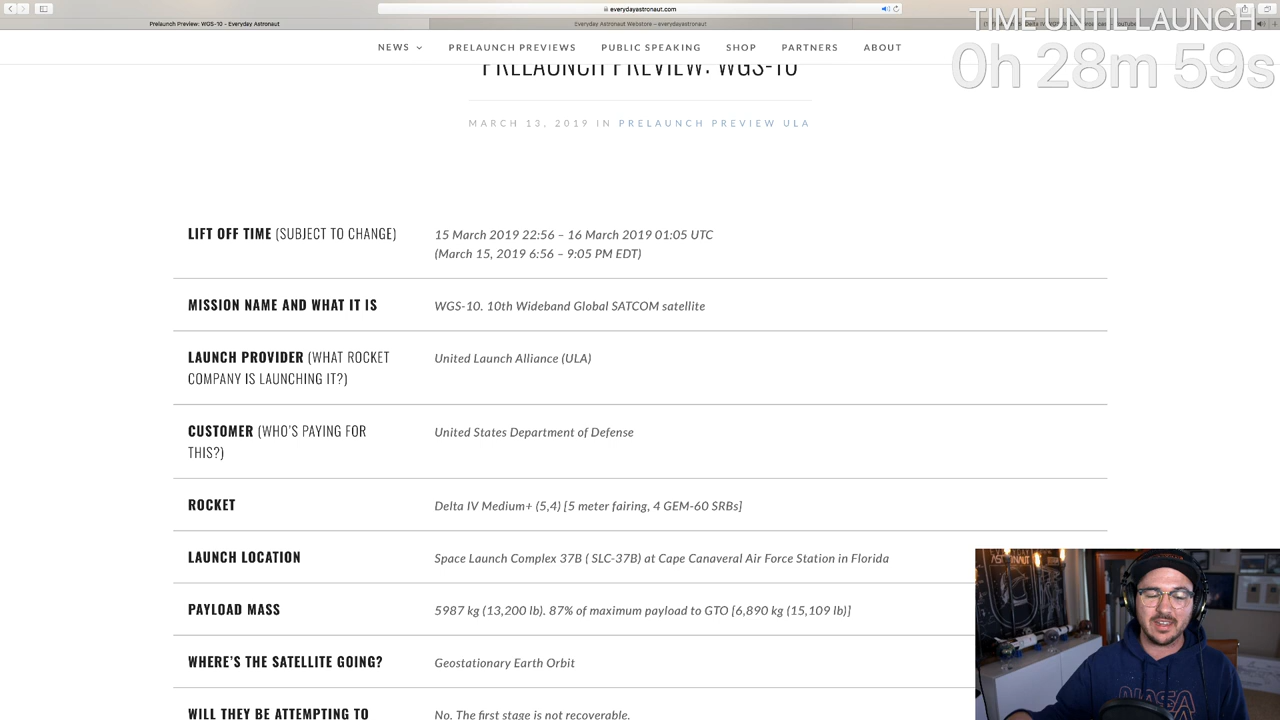 everydayastronaut.com
Prelaunch Preview: WGS-10 - Everyday Astronaut
Everyday Astronaut Webstore – everydayastronaut
TIME UNTIL LAUNCH
0h 28m 59s
NEWS
PRELAUNCH PREVIEWS
PUBLIC SPEAKING
SHOP
PARTNERS
ABOUT
PRELAUNCH PREVIEW: WGS-10
MARCH 13, 2019 IN PRELAUNCH PREVIEW ULA
LIFT OFF TIME (SUBJECT TO CHANGE)
15 March 2019 22:56 – 16 March 2019 01:05 UTC
(March 15, 2019 6:56 – 9:05 PM EDT)
MISSION NAME AND WHAT IT IS
WGS-10. 10th Wideband Global SATCOM satellite
LAUNCH PROVIDER (WHAT ROCKET
COMPANY IS LAUNCHING IT?)
United Launch Alliance (ULA)
CUSTOMER (WHO'S PAYING FOR
THIS?)
United States Department of Defense
ROCKET
Delta IV Medium+ (5,4) [5 meter fairing, 4 GEM-60 SRBs]
LAUNCH LOCATION
Space Launch Complex 37B ( SLC-37B) at Cape Canaveral Air Force Station in Florida
PAYLOAD MASS
5987 kg (13,200 lb). 87% of maximum payload to GTO [6,890 kg (15,109 lb)]
WHERE'S THE SATELLITE GOING?
Geostationary Earth Orbit
WILL THEY BE ATTEMPTING TO
No. The first stage is not recoverable.